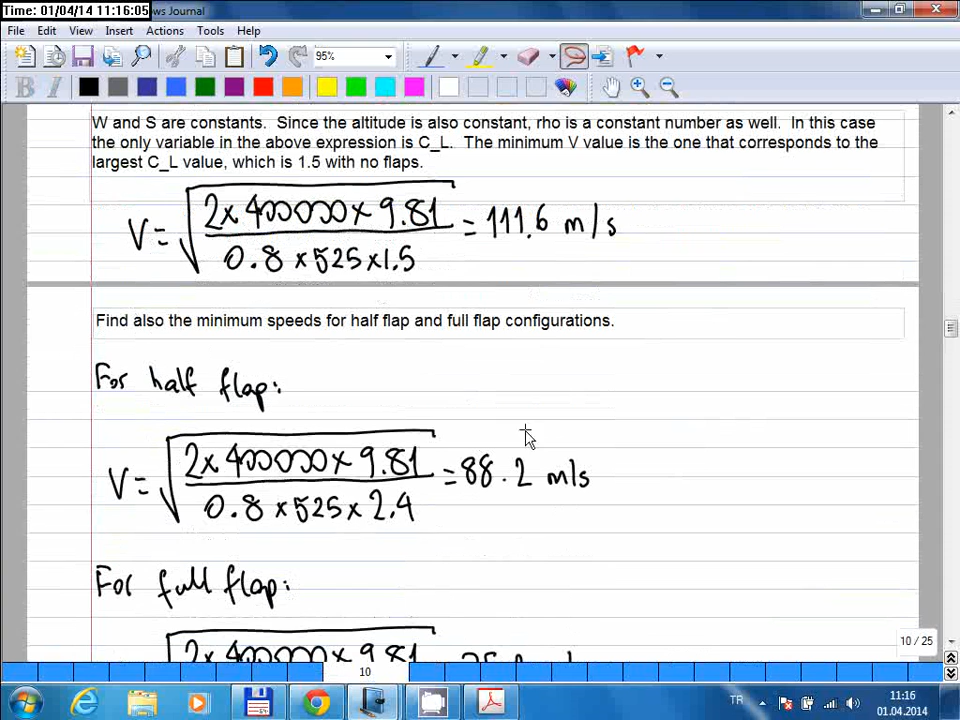 Time: 01/04/14 11:16:05
ws Journal
File Edit View Insert Actions Tools Help
95%
B I
W and S are constants. Since the altitude is also constant, rho is a constant number as well. In this case
the only variable in the above expression is C_L. The minimum V value is the one that corresponds to the
largest C_L value, which is 1.5 with no flaps.
V = √ 2 x 400000 x 9.81 / 0.8 x 525 x 1.5 = 111.6 m/s
Find also the minimum speeds for half flap and full flap configurations.
For half flap:
V = √ 2 x 400000 x 9.81 / 0.8 x 525 x 2.4 = 88.2 m/s
For full flap:
2 x 400000 x 9.81
10 / 25
10
TR
11:16
01.04.2014